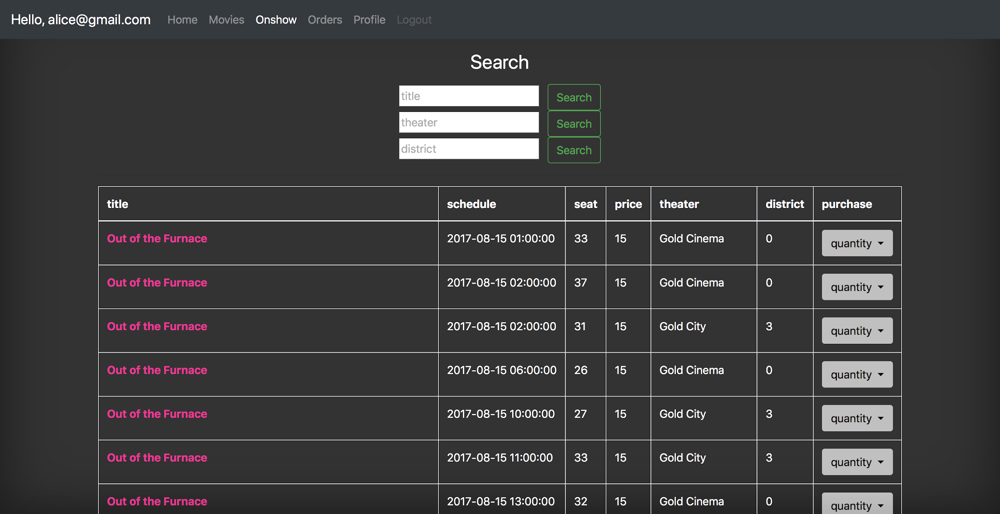 Hello, alice@gmail.com Home Movies Onshow Orders Profile Logout
Search
title Search
theater Search
district Search
title schedule seat price theater district purchase
Out of the Furnace 2017-08-15 01:00:00 33 15 Gold Cinema 0 quantity
Out of the Furnace 2017-08-15 02:00:00 37 15 Gold Cinema 0 quantity
Out of the Furnace 2017-08-15 02:00:00 31 15 Gold City 3 quantity
Out of the Furnace 2017-08-15 06:00:00 26 15 Gold Cinema 0 quantity
Out of the Furnace 2017-08-15 10:00:00 27 15 Gold City 3 quantity
Out of the Furnace 2017-08-15 11:00:00 33 15 Gold City 3 quantity
Out of the Furnace 2017-08-15 13:00:00 32 15 Gold Cinema 0 quantity